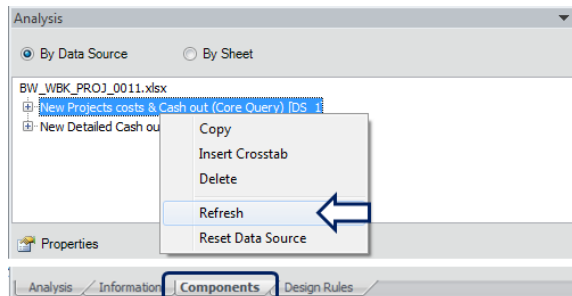 Analysis
By Data Source By Sheet
BW_WBK_PROJ_0011.xlsx
New Projects costs & Cash out (Core Query) [DS_1]
New Detailed Cash ou
Copy
Insert Crosstab
Delete
Refresh
Reset Data Source
Properties
Analysis Information Components Design Rules